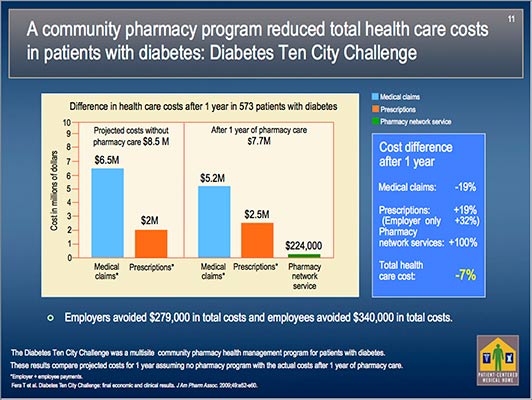 11
A community pharmacy program reduced total health care costs
in patients with diabetes: Diabetes Ten City Challenge
Medical claims
Prescriptions
Pharmacy network service
Difference in health care costs after 1 year in 573 patients with diabetes
Cost in millions of dollars
10
9
8
7
6
5
4
3
2
1
0
Projected costs without
pharmacy care $8.5 M
$6.5M
$2M
Medical
claims*
Prescriptions*
After 1 year of pharmacy care
$7.7M
$5.2M
$2.5M
$224,000
Medical
claims*
Prescriptions*
Pharmacy
network
service
Cost difference
after 1 year
Medical claims: -19%
Prescriptions: +19%
(Employer only +32%)
Pharmacy
network services: +100%
Total health
care cost: -7%
Employers avoided $279,000 in total costs and employees avoided $340,000 in total costs.
The Diabetes Ten City Challenge was a multisite community pharmacy health management program for patients with diabetes.
These results compare projected costs for 1 year assuming no pharmacy program with the actual costs after 1 year of pharmacy care.
*Employer + employee payments.
Fera T et al. Diabetes Ten City Challenge: final economic and clinical results. J Am Pharm Assoc. 2009;49:e52-e60.
PATIENT-CENTERED
MEDICAL HOME